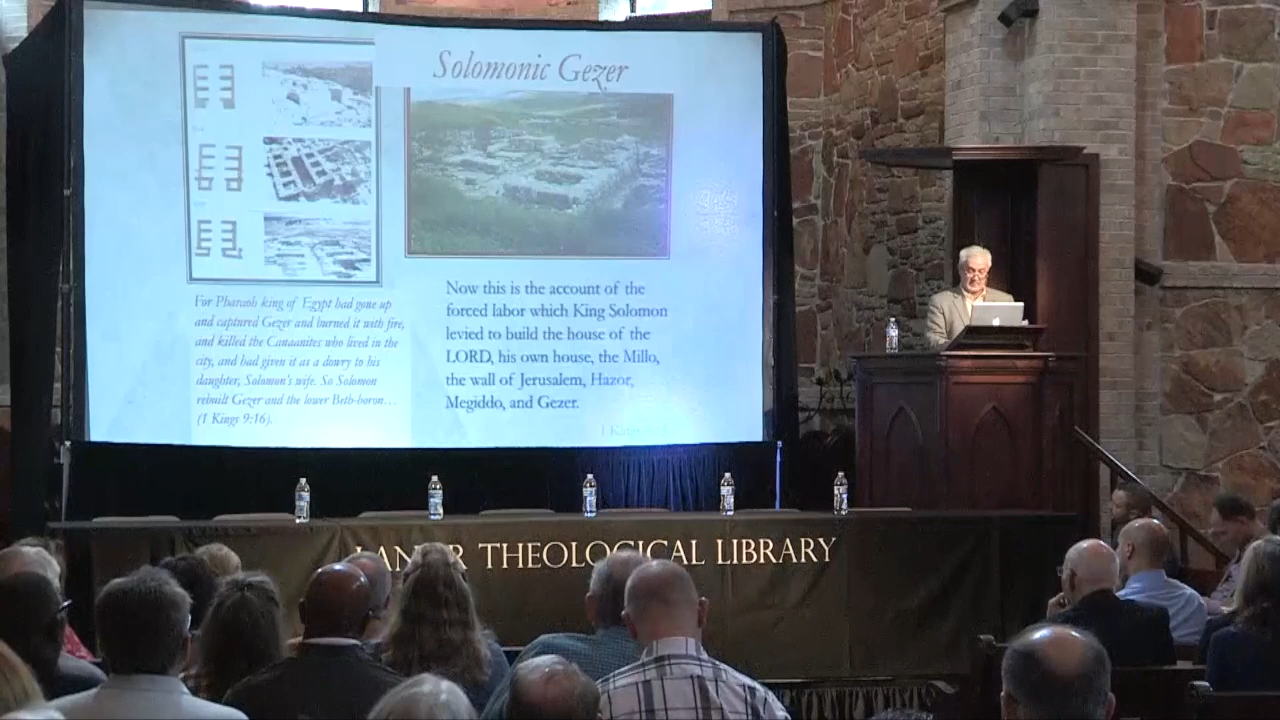 Solomonic Gezer
For Pharaoh king of Egypt had gone up
and captured Gezer and burned it with fire,
and killed the Canaanites who lived in the
city, and had given it as a dowry to his
daughter, Solomon's wife. So Solomon
rebuilt Gezer and the lower Beth-horon…
(1 Kings 9:16).
Now this is the account of the
forced labor which King Solomon
levied to build the house of the
LORD, his own house, the Millo,
the wall of Jerusalem, Hazor,
Megiddo, and Gezer.
THEOLOGICAL LIBRARY